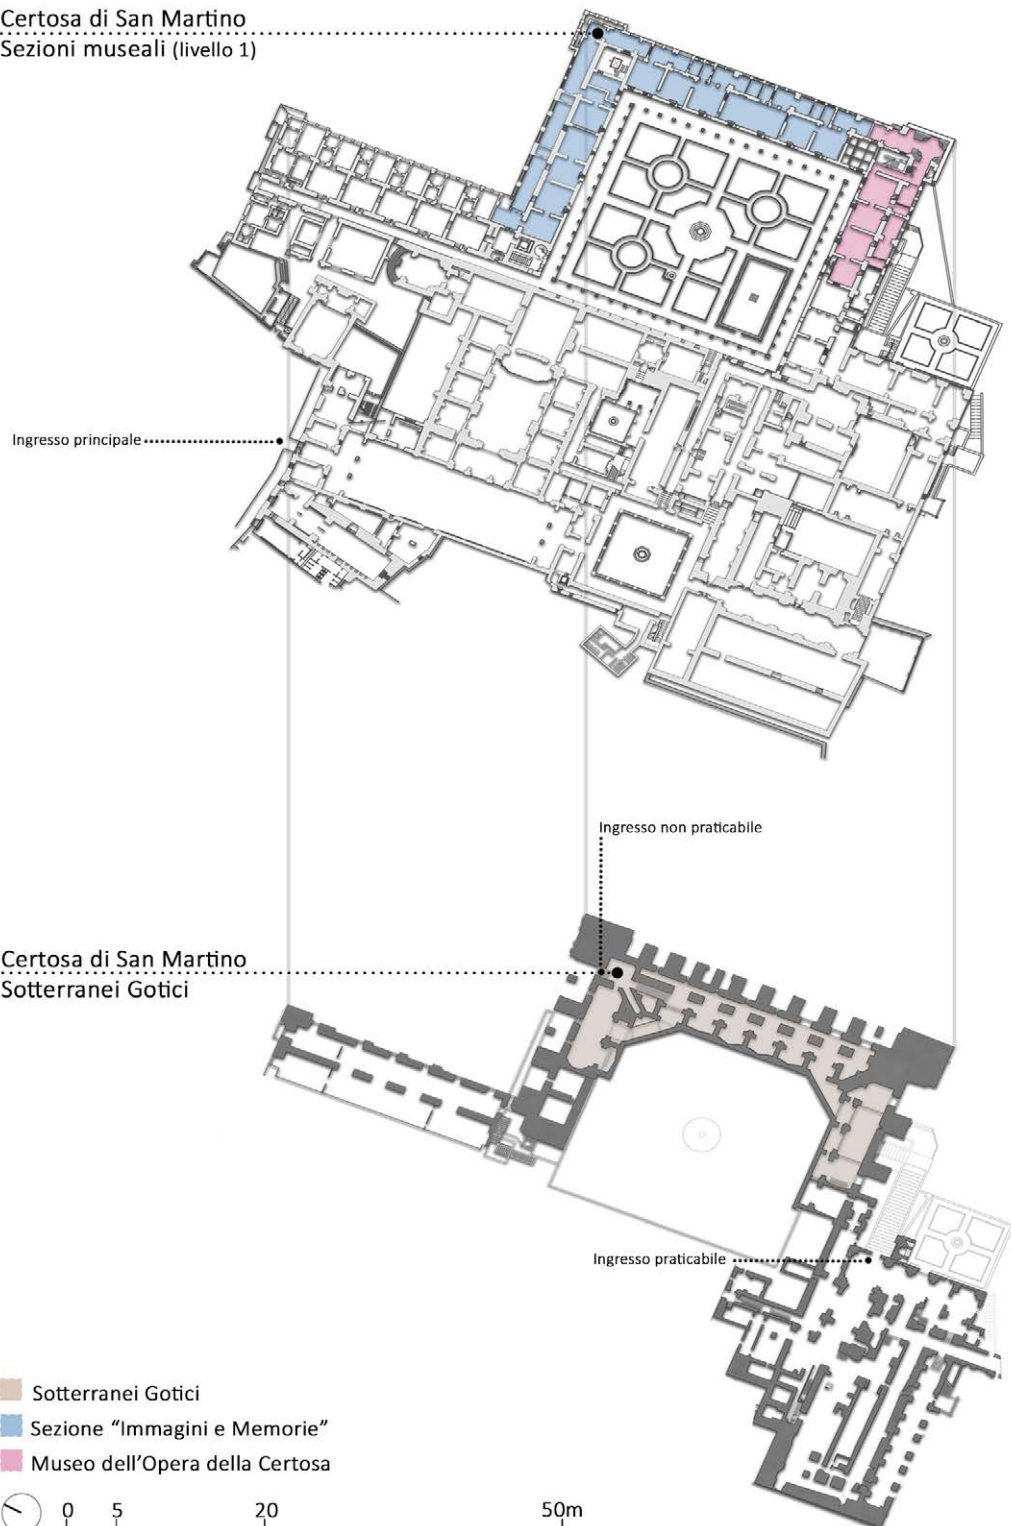 Certosa di San Martino
Sezioni museali (livello 1)
Ingresso principale
Ingresso non praticabile
Certosa di San Martino
Sotterranei Gotici
Ingresso praticabile
Sotterranei Gotici
Sezione “Immagini e Memorie”
Museo dell’Opera della Certosa
0 5 20 50m